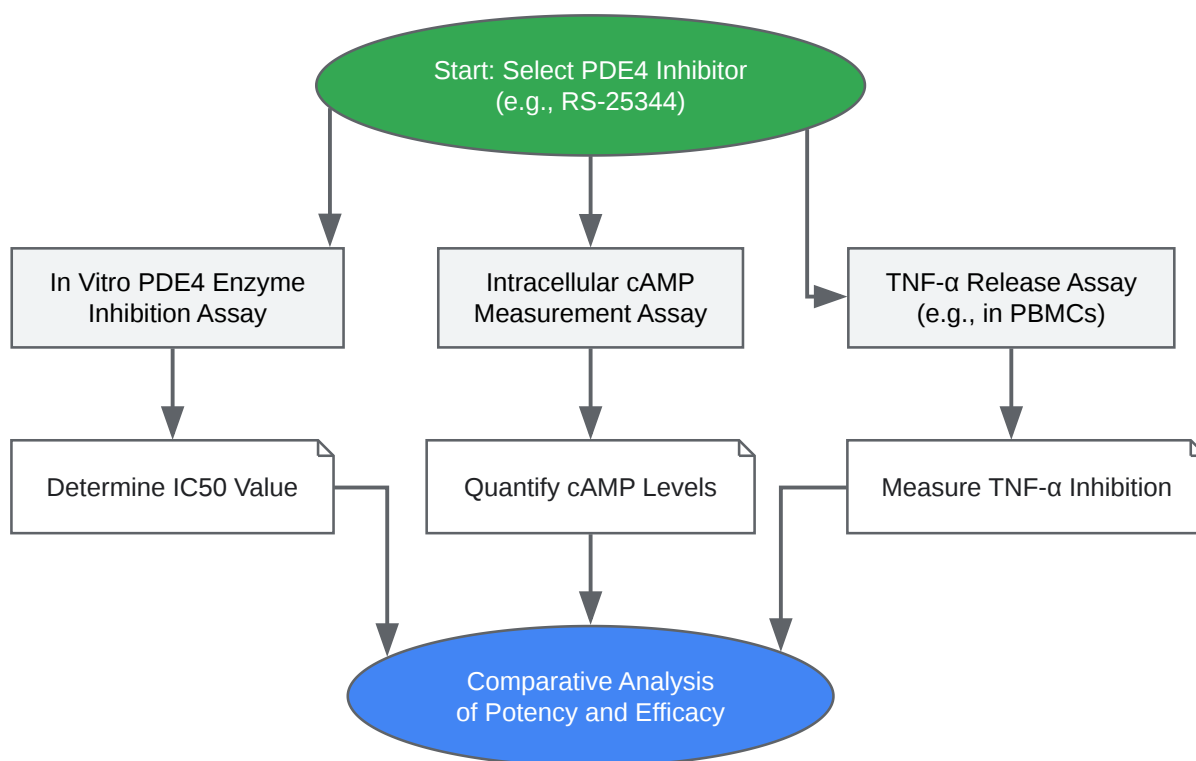 Start: Select PDE4 Inhibitor
(e.g., RS-25344)
In Vitro PDE4 Enzyme
Inhibition Assay
Intracellular cAMP
Measurement Assay
TNF-α Release Assay
(e.g., in PBMCs)
Determine IC50 Value
Quantify cAMP Levels
Measure TNF-α Inhibition
Comparative Analysis
of Potency and Efficacy